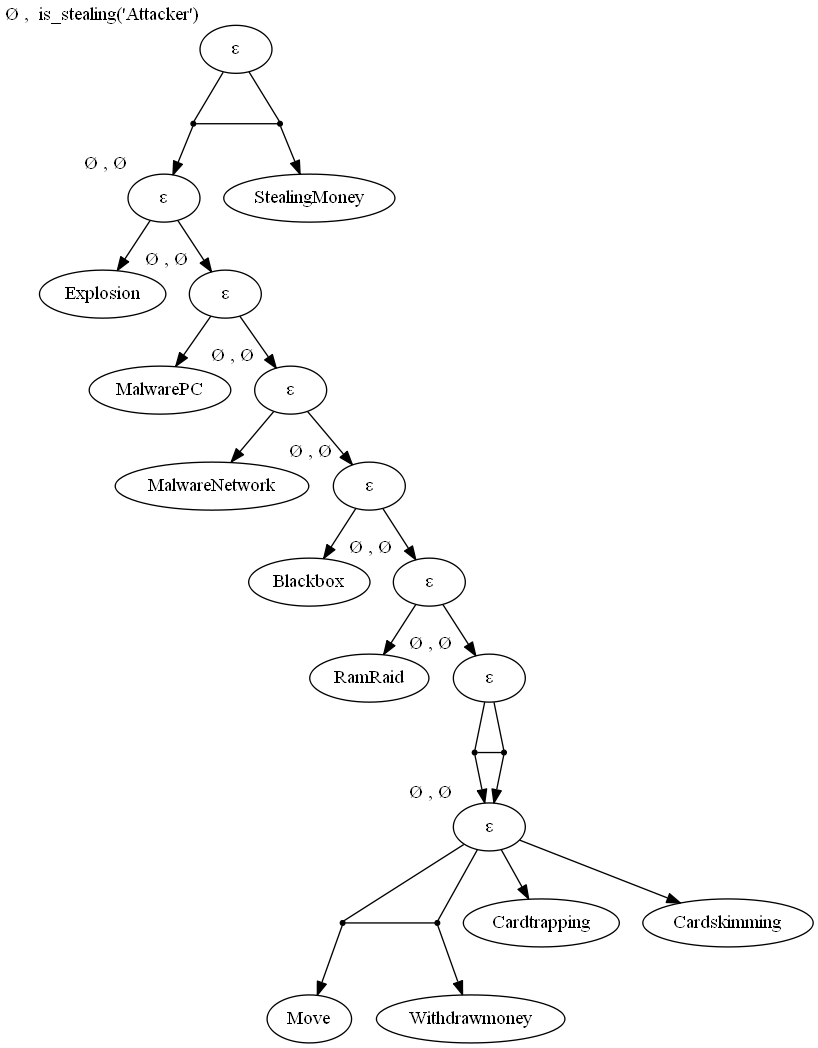 Ø , is_stealing('Attacker')
ε
Ø , Ø
ε
StealingMoney
Ø , Ø
Explosion
ε
Ø , Ø
MalwarePC
ε
Ø , Ø
MalwareNetwork
ε
Ø , Ø
Blackbox
ε
Ø , Ø
RamRaid
ε
Ø , Ø
ε
Cardtrapping
Cardskimming
Move
Withdrawmoney